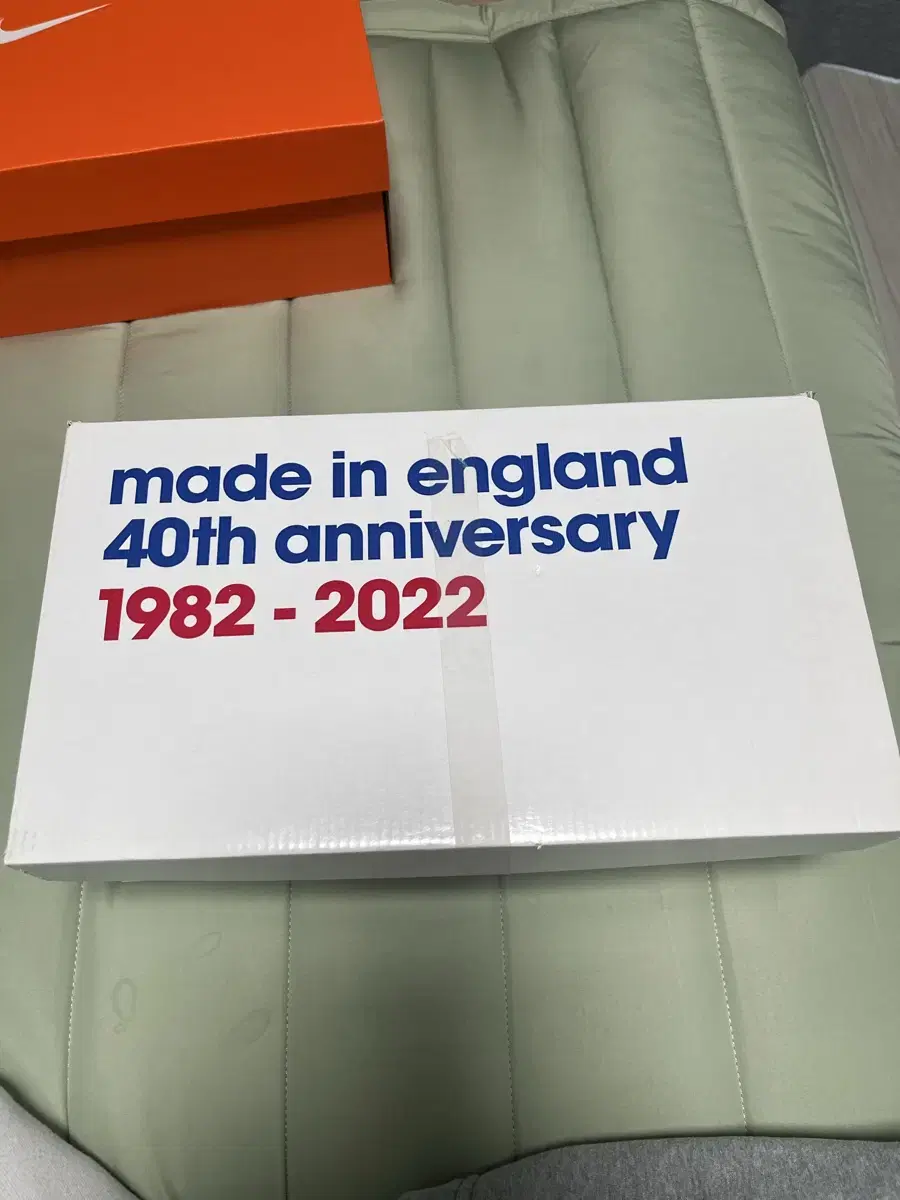 made in england
40th anniversary
1982 - 2022